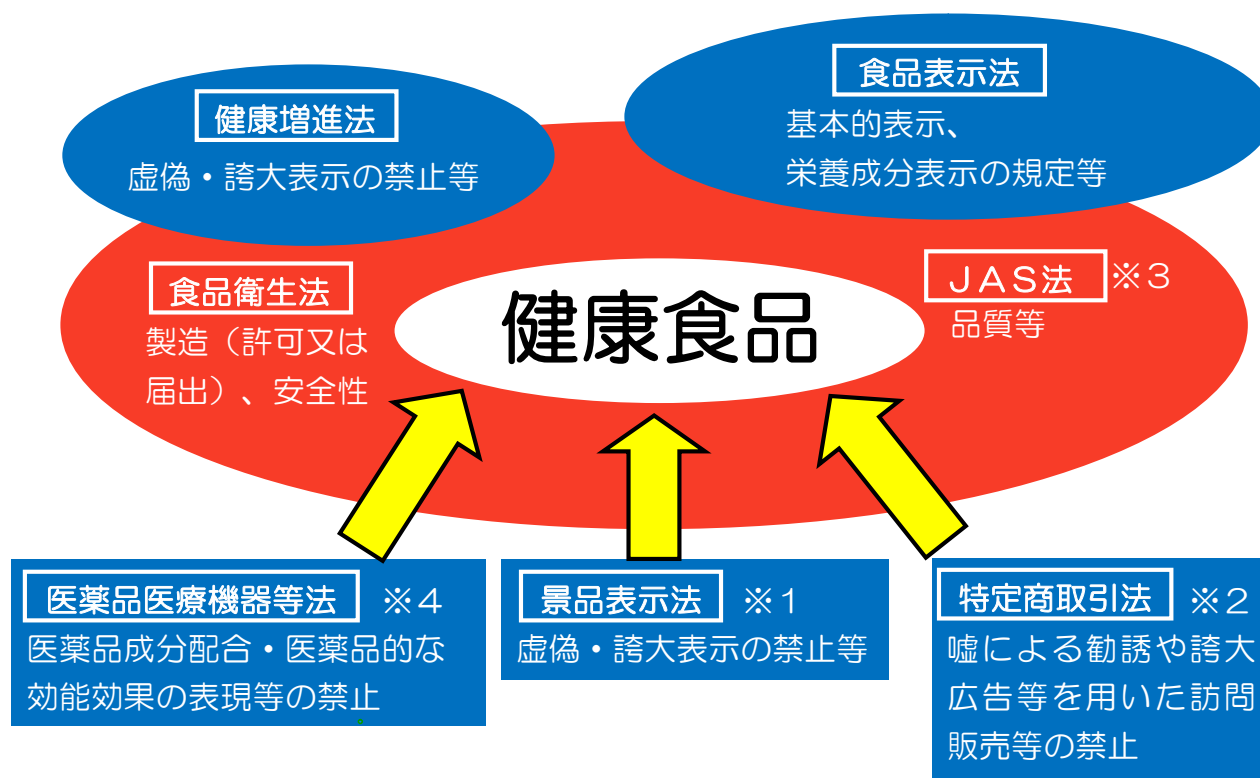 健康増進法
虚偽・誇大表示の禁止等
食品表示法
基本的表示、
栄養成分表示の規定等
食品衛生法
製造（許可又は
届出）、安全性
健康食品
ＪＡＳ法 ※３
品質等
医薬品医療機器等法 ※４
医薬品成分配合・医薬品的な
効能効果の表現等の禁止
景品表示法 ※１
虚偽・誇大表示の禁止等
特定商取引法 ※２
嘘による勧誘や誇大
広告等を用いた訪問
販売等の禁止